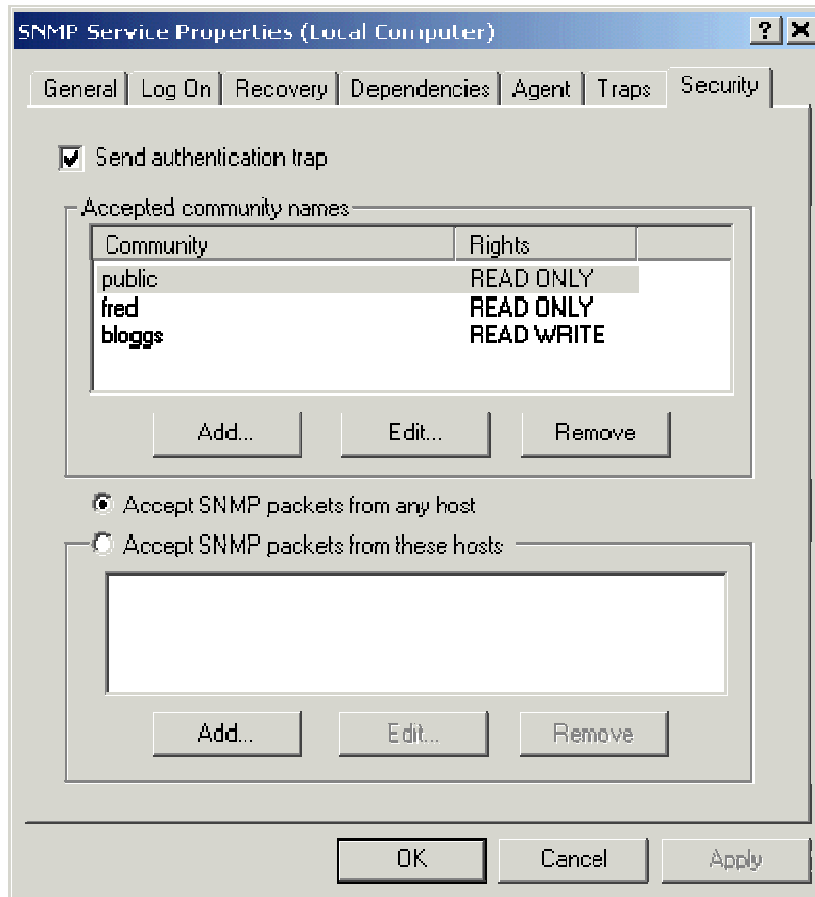 SNMP Service Properties (Local Computer) ?
General Log On Recovery Dependencies Agent Traps Security
Send authentication trap
Accepted community names
Community Rights
public READ ONLY
fred READ ONLY
bloggs READ WRITE
Add... Edit... Remove
Accept SNMP packets from any host
Accept SNMP packets from these hosts
Add... Edit... Remove
OK Cancel Apply